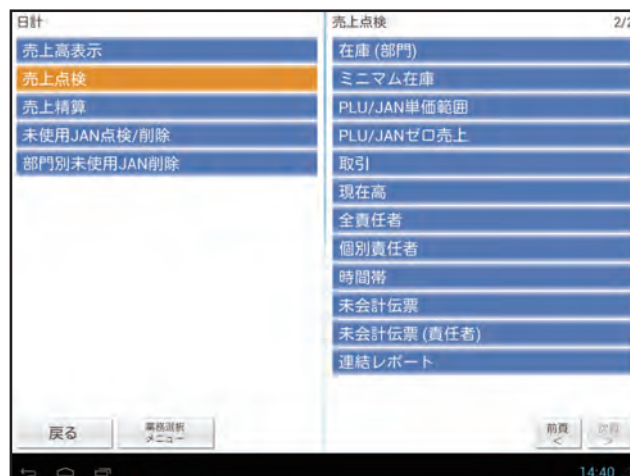 日計
売上高表示
売上点検
売上精算
未使用JAN点検/削除
部門別未使用JAN削除
戻る
業務選択
メニュー
売上点検 2/2
在庫 (部門)
ミニマム在庫
PLU/JAN単価範囲
PLU/JANゼロ売上
取引
現在高
全責任者
個別責任者
時間帯
未会計伝票
未会計伝票 (責任者)
連結レポート
前頁
<
次頁
>
14:40